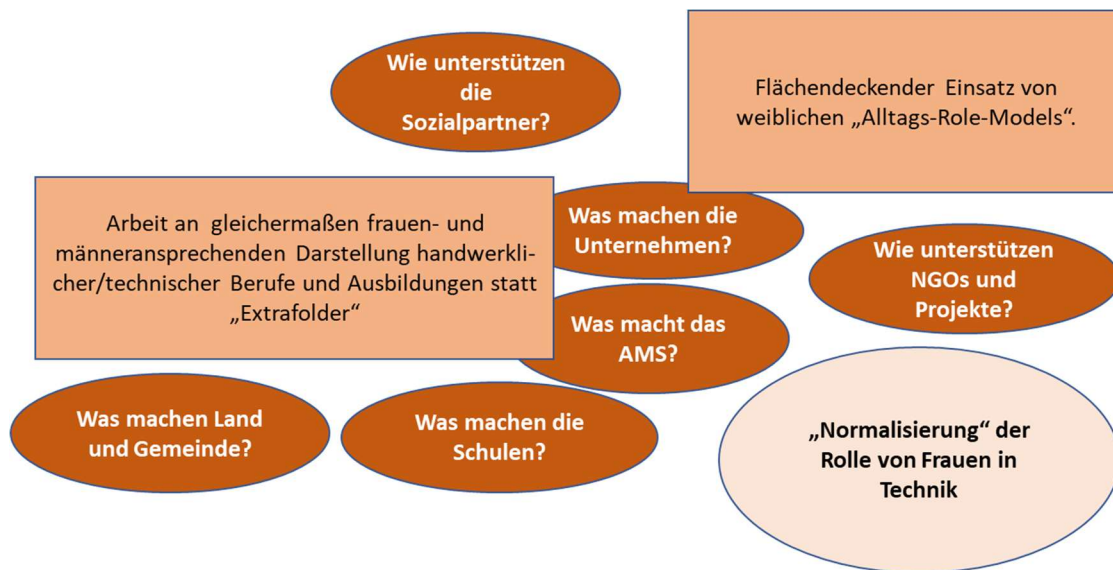 Wie unterstützen
die
Sozialpartner?
Flächendeckender Einsatz von
weiblichen „Alltags-Role-Models“.
Arbeit an gleichermaßen frauen- und
männeransprechenden Darstellung handwerkli-
cher/technischer Berufe und Ausbildungen statt
„Extrafolder“
Was machen die
Unternehmen?
Wie unterstützen
NGOs und
Projekte?
Was macht das
AMS?
Was machen Land
und Gemeinde?
Was machen die
Schulen?
„Normalisierung“ der
Rolle von Frauen in
Technik